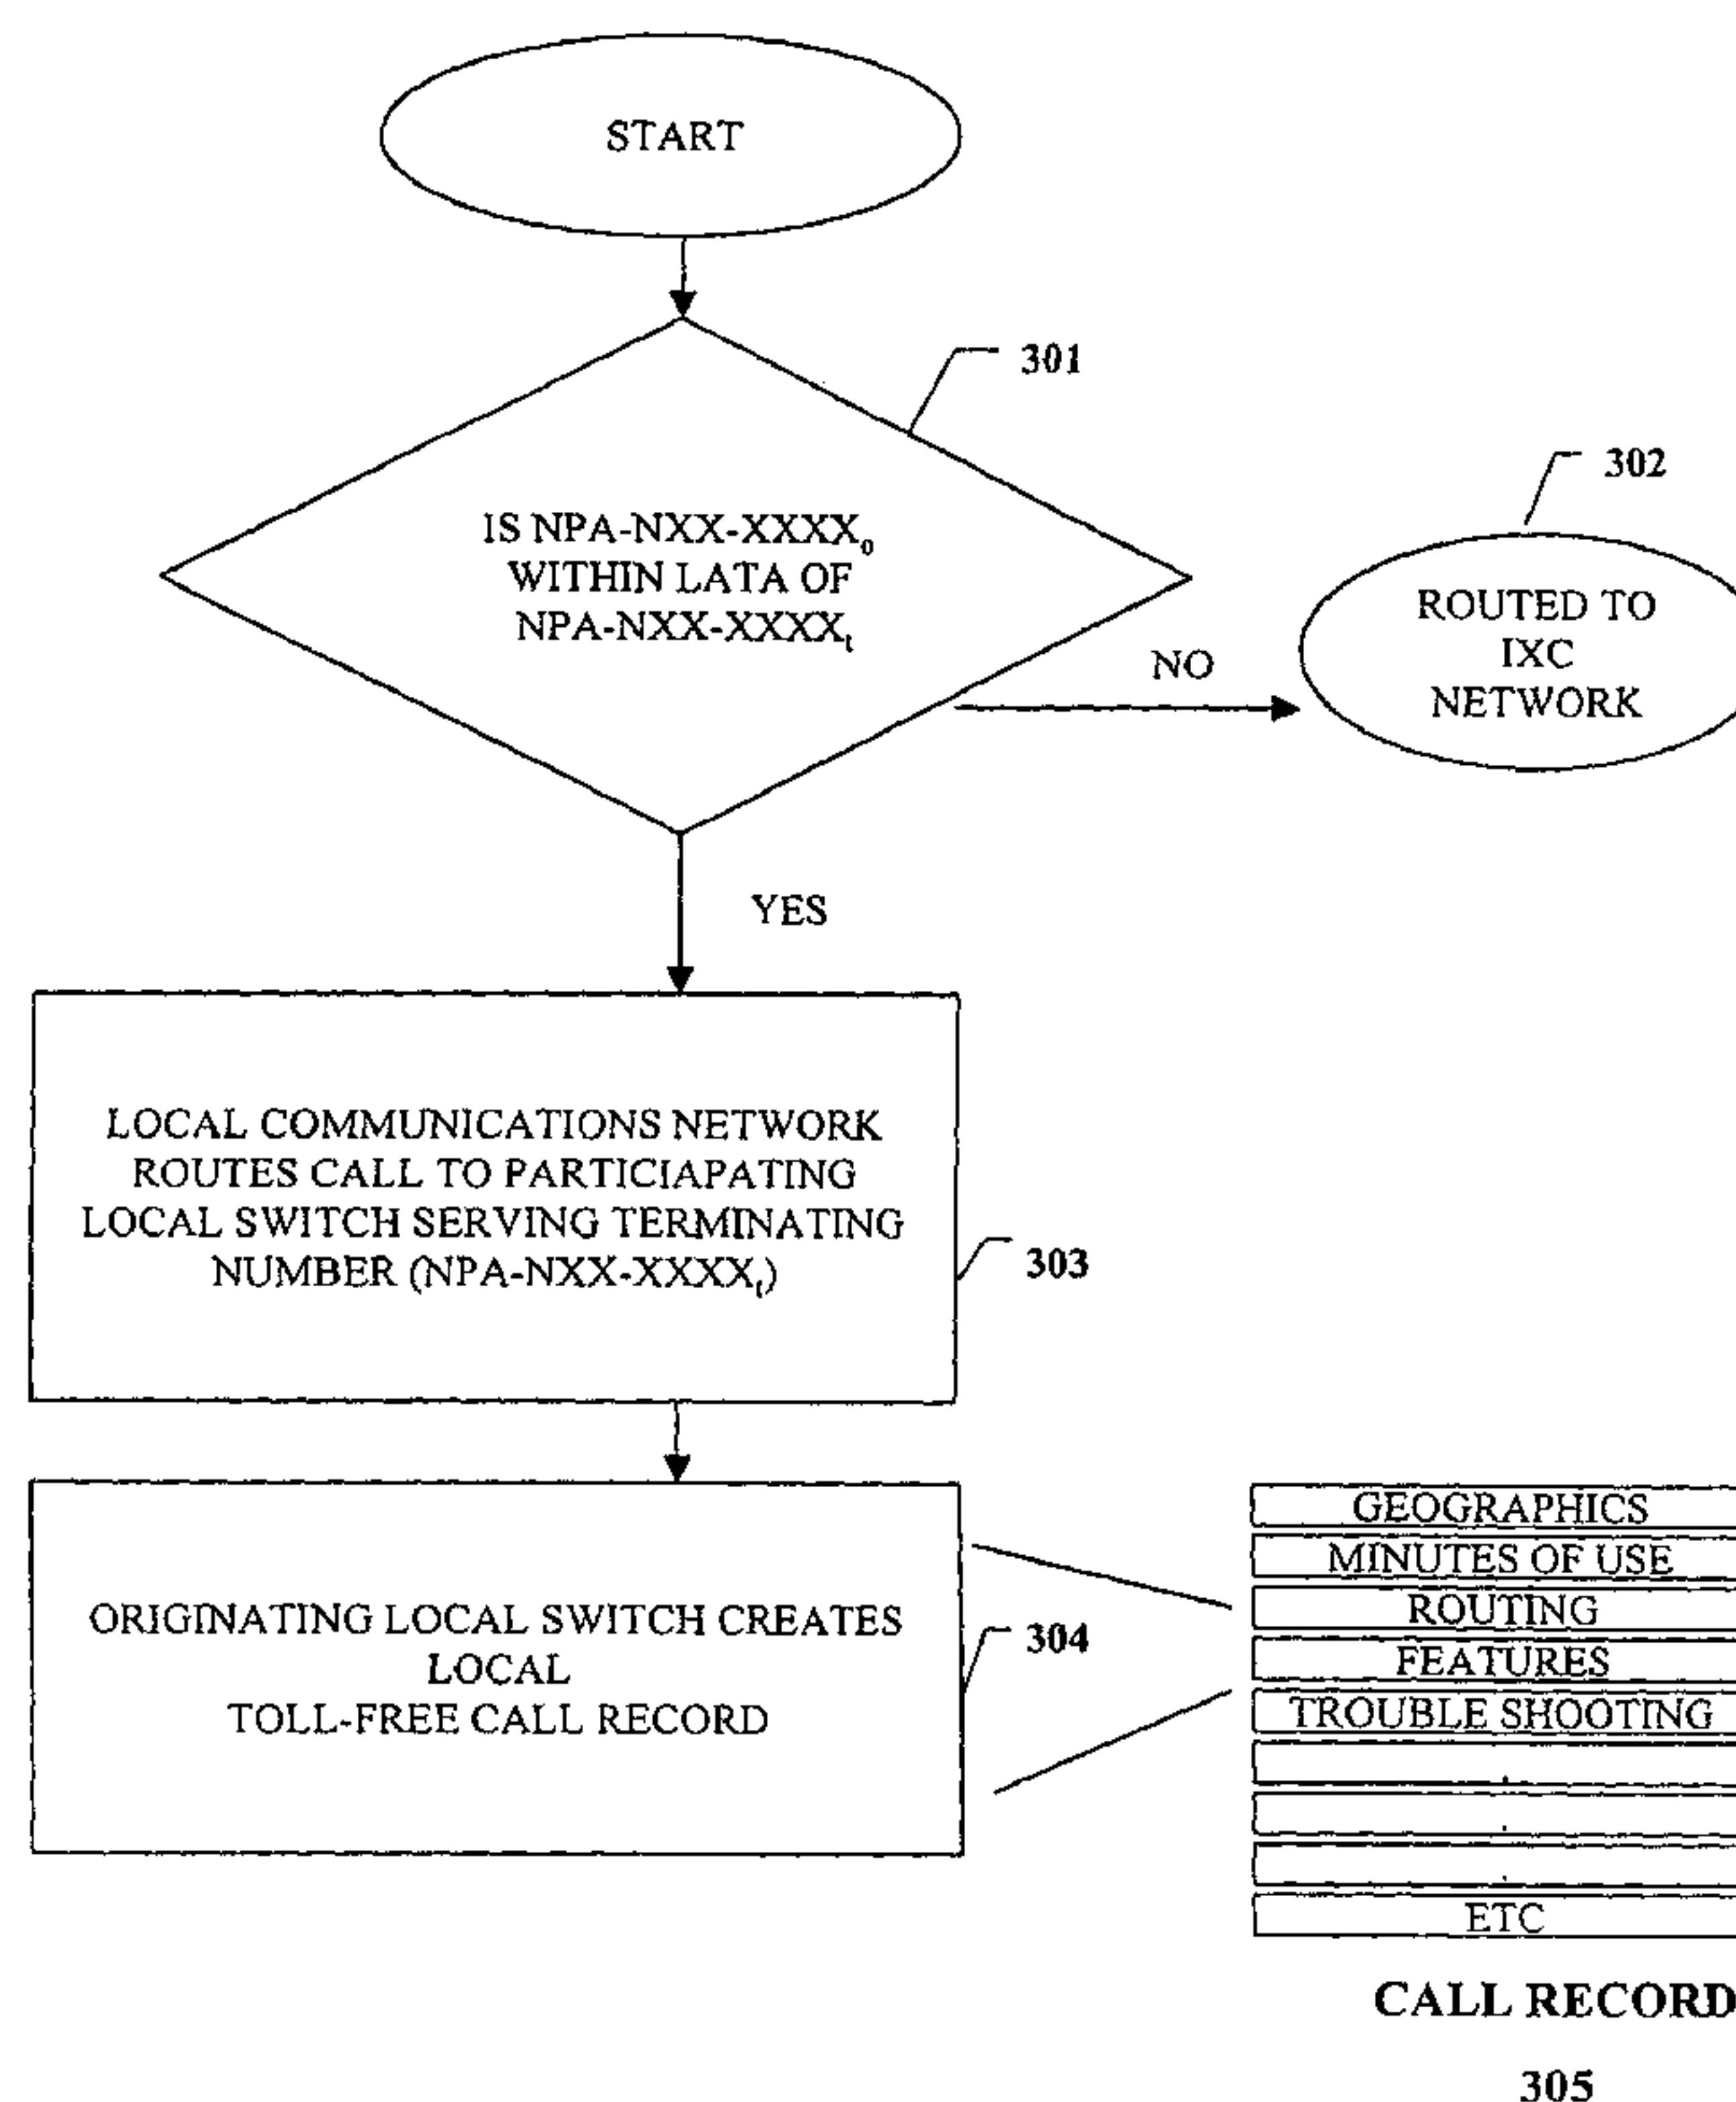 START
301
302
IS NPA-NXX-XXXXₒ
WITHIN LATA OF
NPA-NXX-XXXXₜ
ROUTED TO
IXC
NETWORK
NO
YES
LOCAL COMMUNICATIONS NETWORK
ROUTES CALL TO PARTICIAPATING
LOCAL SWITCH SERVING TERMINATING
NUMBER (NPA-NXX-XXXXₜ)
303
ORIGINATING LOCAL SWITCH CREATES
LOCAL
TOLL-FREE CALL RECORD
304
GEOGRAPHICS
MINUTES OF USE
ROUTING
FEATURES
TROUBLE SHOOTING
.
.
.
ETC
CALL RECORD
305